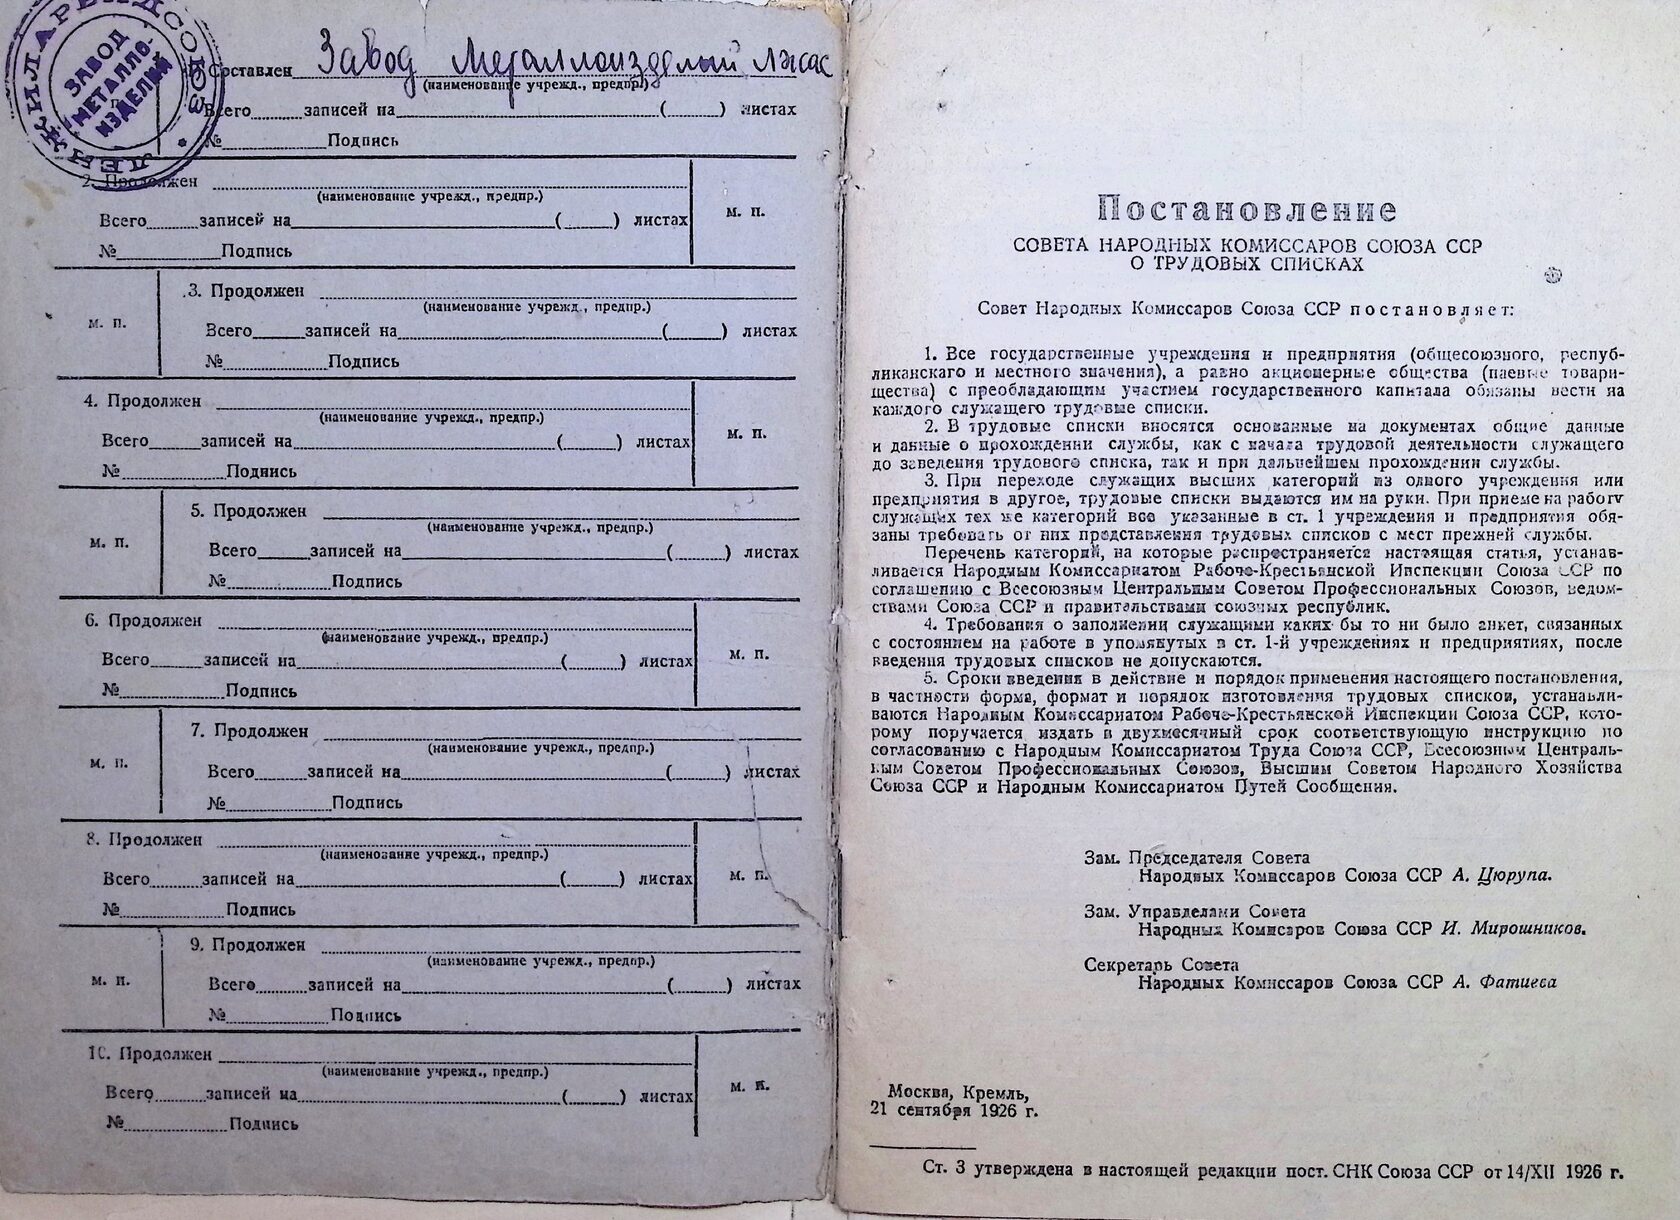 ЛЕНЖИЛАРЕНДСОЮЗ
ЗАВОД
МЕТАЛЛО-
ИЗДЕЛИЙ
Составлен Завод Металлоизделий лжас
(наименование учрежд., предпр.)
Всего записей на ( ) листах
№ Подпись
2. Продолжен
(наименование учрежд., предпр.)
Всего записей на ( ) листах
м. п.
№ Подпись
3. Продолжен
(наименование учрежд., предпр.)
м. п.
Всего записей на ( ) листах
№ Подпись
4. Продолжен
(наименование учрежд., предпр.)
Всего записей на ( ) листах
м. п.
№ Подпись
5. Продолжен
(наименование учрежд., предпр.)
м. п.
Всего записей на ( ) листах
№ Подпись
6. Продолжен
(наименование учрежд., предпр.)
Всего записей на ( ) листах
м. п.
№ Подпись
7. Продолжен
(наименование учрежд., предпр.)
м. п.
Всего записей на ( ) листах
№ Подпись
8. Продолжен
(наименование учрежд., предпр.)
Всего записей на ( ) листах
м. п.
№ Подпись
9. Продолжен
(наименование учрежд., предпр.)
м. п.
Всего записей на ( ) листах
№ Подпись
10. Продолжен
(наименование учрежд., предпр.)
Всего записей на ( ) листах
м. п.
№ Подпись
Постановление
СОВЕТА НАРОДНЫХ КОМИССАРОВ СОЮЗА ССР
О ТРУДОВЫХ СПИСКАХ
Совет Народных Комиссаров Союза ССР постановляет:
1. Все государственные учреждения и предприятия (общесоюзного, респуб-
ликанскаго и местного значения), а равно акционерные общества (паевые товари-
щества) с преобладающим участием государственного капитала обязаны вести на
каждого служащего трудовые списки.
2. В трудовые списки вносятся основанные на документах общие данные
и данные о прохождении службы, как с начала трудовой деятельности служащего
до заведения трудового списка, так и при дальнейшем прохождении службы.
3. При переходе служащих высших категорий из одного учреждения или
предприятия в другое, трудовые списки выдаются им на руки. При приеме на работу
служащих тех же категорий все указанные в ст. 1 учреждения и предприятия обя-
заны требовать от них представления трудовых списков с мест прежней службы.
Перечень категорий, на которые распространяется настоящая статья, устанав-
ливается Народным Комиссариатом Рабоче-Крестьянской Инспекции Союза ССР по
соглашению с Всесоюзным Центральным Советом Профессиональных Союзов, ведом-
ствами Союза ССР и правительствами союзных республик.
4. Требования о заполнении служащими каких бы то ни было анкет, связанных
с состоянием на работе в упомянутых в ст. 1-й учреждениях и предприятиях, после
введения трудовых списков не допускаются.
5. Сроки введения в действие и порядок применения настоящего постановления,
в частности форма, формат и порядок изготовления трудовых списков, устанавли-
ваются Народным Комиссариатом Рабоче-Крестьянской Инспекции Союза ССР, кото-
рому поручается издать в двухмесячный срок соответствующую инструкцию по
согласованию с Народным Комиссариатом Труда Союза ССР, Всесоюзным Централь-
ным Советом Профессиональных Союзов, Высшим Советом Народного Хозяйства
Союза ССР и Народным Комиссариатом Путей Сообщения.
Зам. Председателя Совета
Народных Комиссаров Союза ССР А. Цюрупа.
Зам. Управделами Совета
Народных Комисаров Союза ССР И. Мирошников.
Секретарь Совета
Народных Комиссаров Союза ССР А. Фатиева
Москва, Кремль,
21 сентября 1926 г.
Ст. 3 утверждена в настоящей редакции пост. СНК Союза ССР от 14/XII 1926 г.